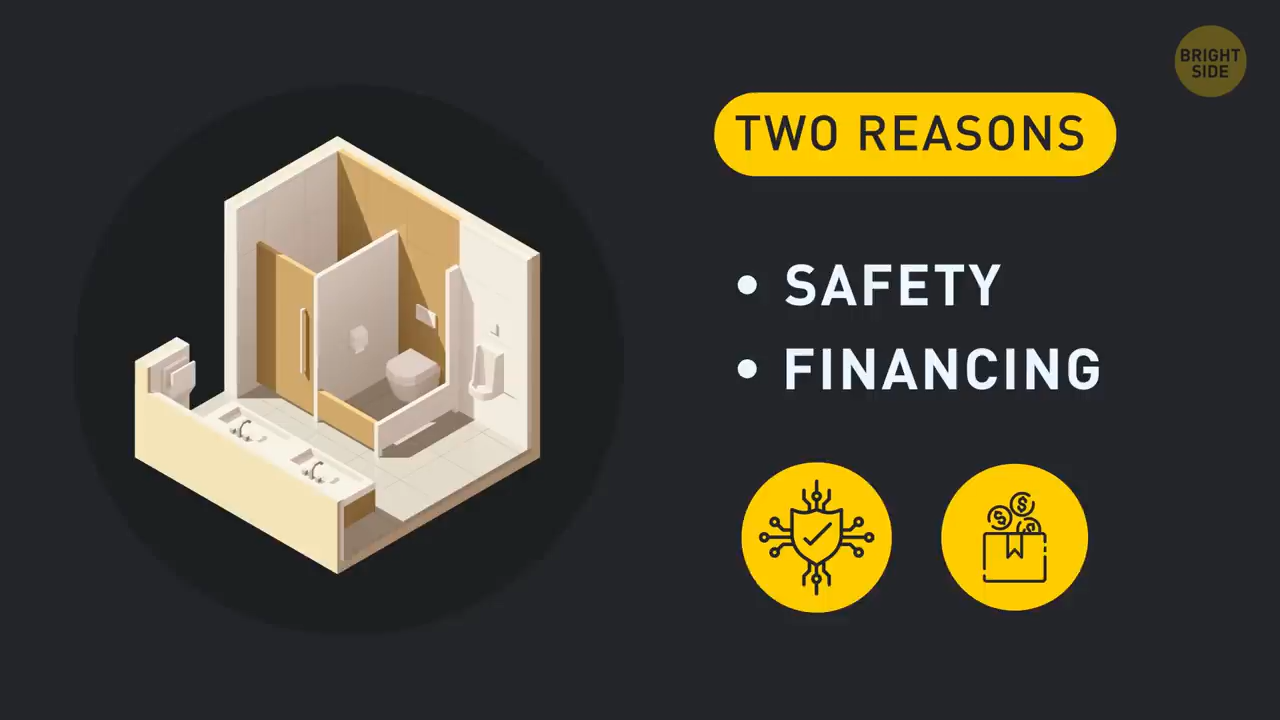 BRIGHT
SIDE
TWO REASONS
• SAFETY
• FINANCING